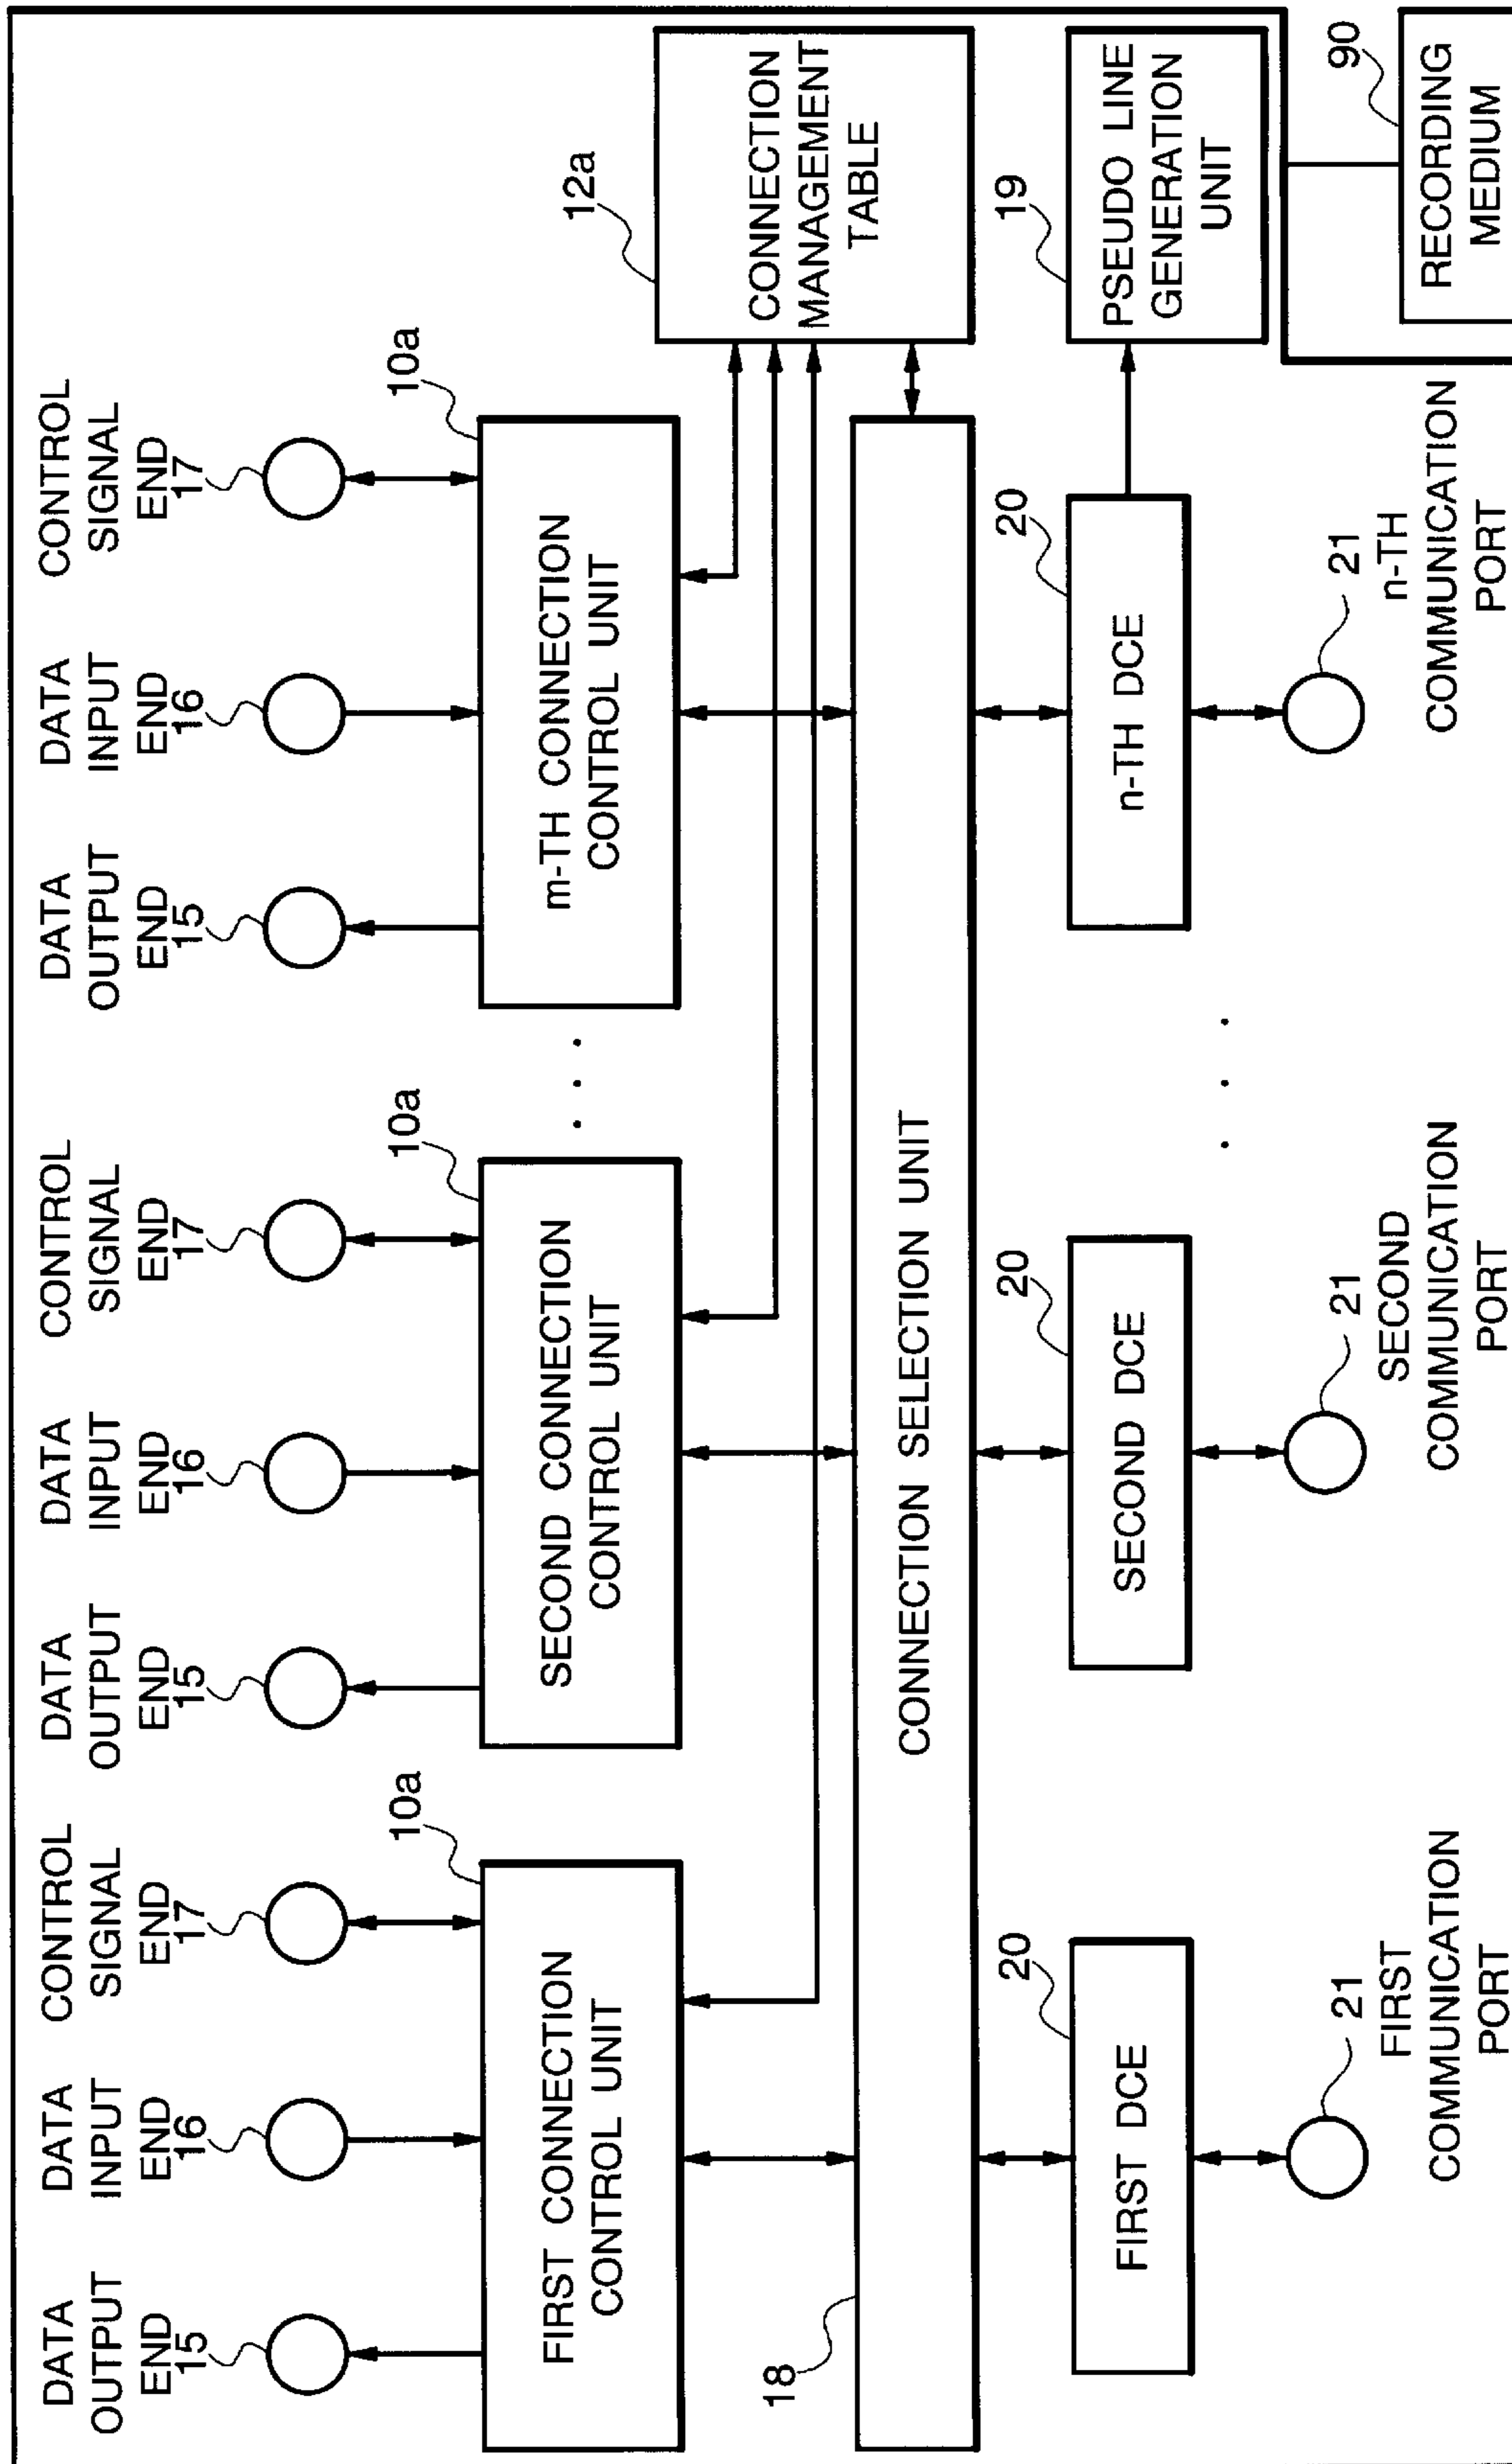 DATA
OUTPUT
END
15
DATA
INPUT
END
16
CONTROL
SIGNAL
END
17
DATA
OUTPUT
END
15
DATA
INPUT
END
16
CONTROL
SIGNAL
END
17
DATA
OUTPUT
END
15
DATA
INPUT
END
16
CONTROL
SIGNAL
END
17
10a
FIRST CONNECTION
CONTROL UNIT
10a
SECOND CONNECTION
CONTROL UNIT
. . .
10a
m-TH CONNECTION
CONTROL UNIT
12a
CONNECTION
MANAGEMENT
TABLE
18
CONNECTION SELECTION UNIT
20
FIRST DCE
20
SECOND DCE
20
n-TH DCE
19
PSEUDO LINE
GENERATION
UNIT
. . .
21
FIRST
COMMUNICATION
PORT
21
SECOND
COMMUNICATION
PORT
21
n-TH
COMMUNICATION
PORT
90
RECORDING
MEDIUM